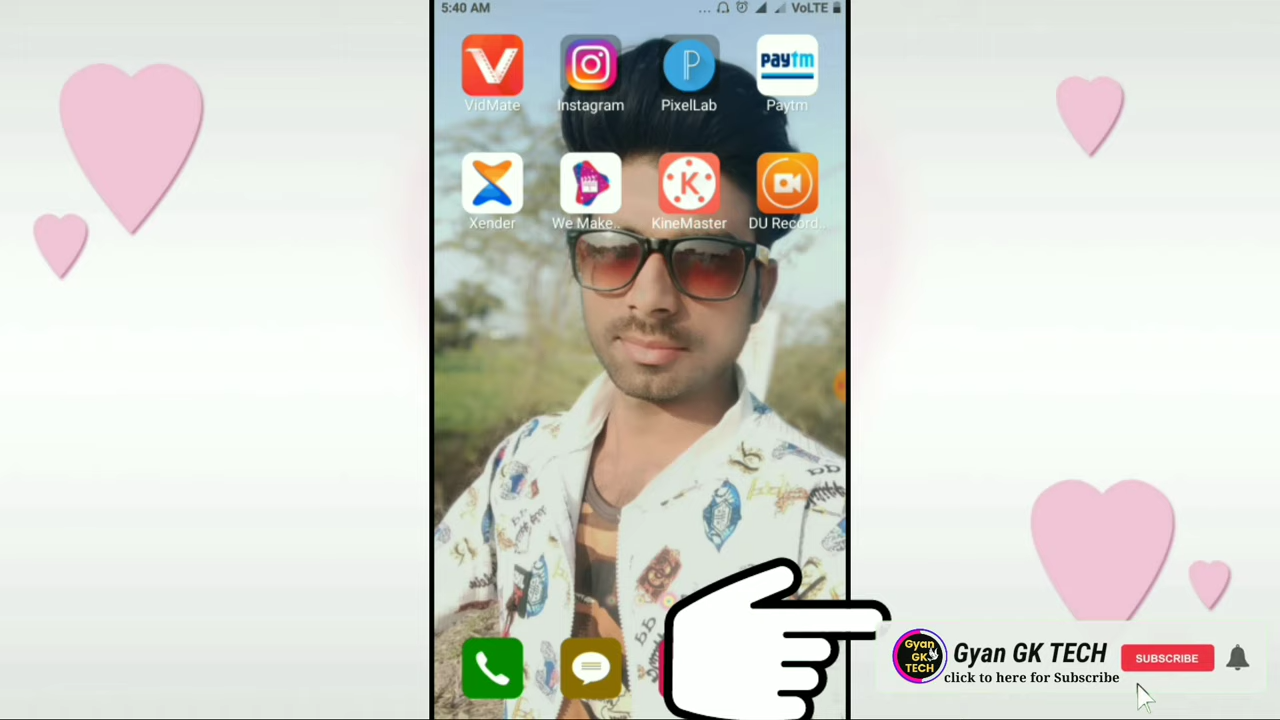 5:40 AM
... VoLTE
VidMate
Instagram
PixelLab
paytm
Paytm
Xender
We Make..
K
KineMaster
DU Record..
Gyan
GK
TECH
Gyan GK TECH
SUBSCRIBE
click to here for Subscribe